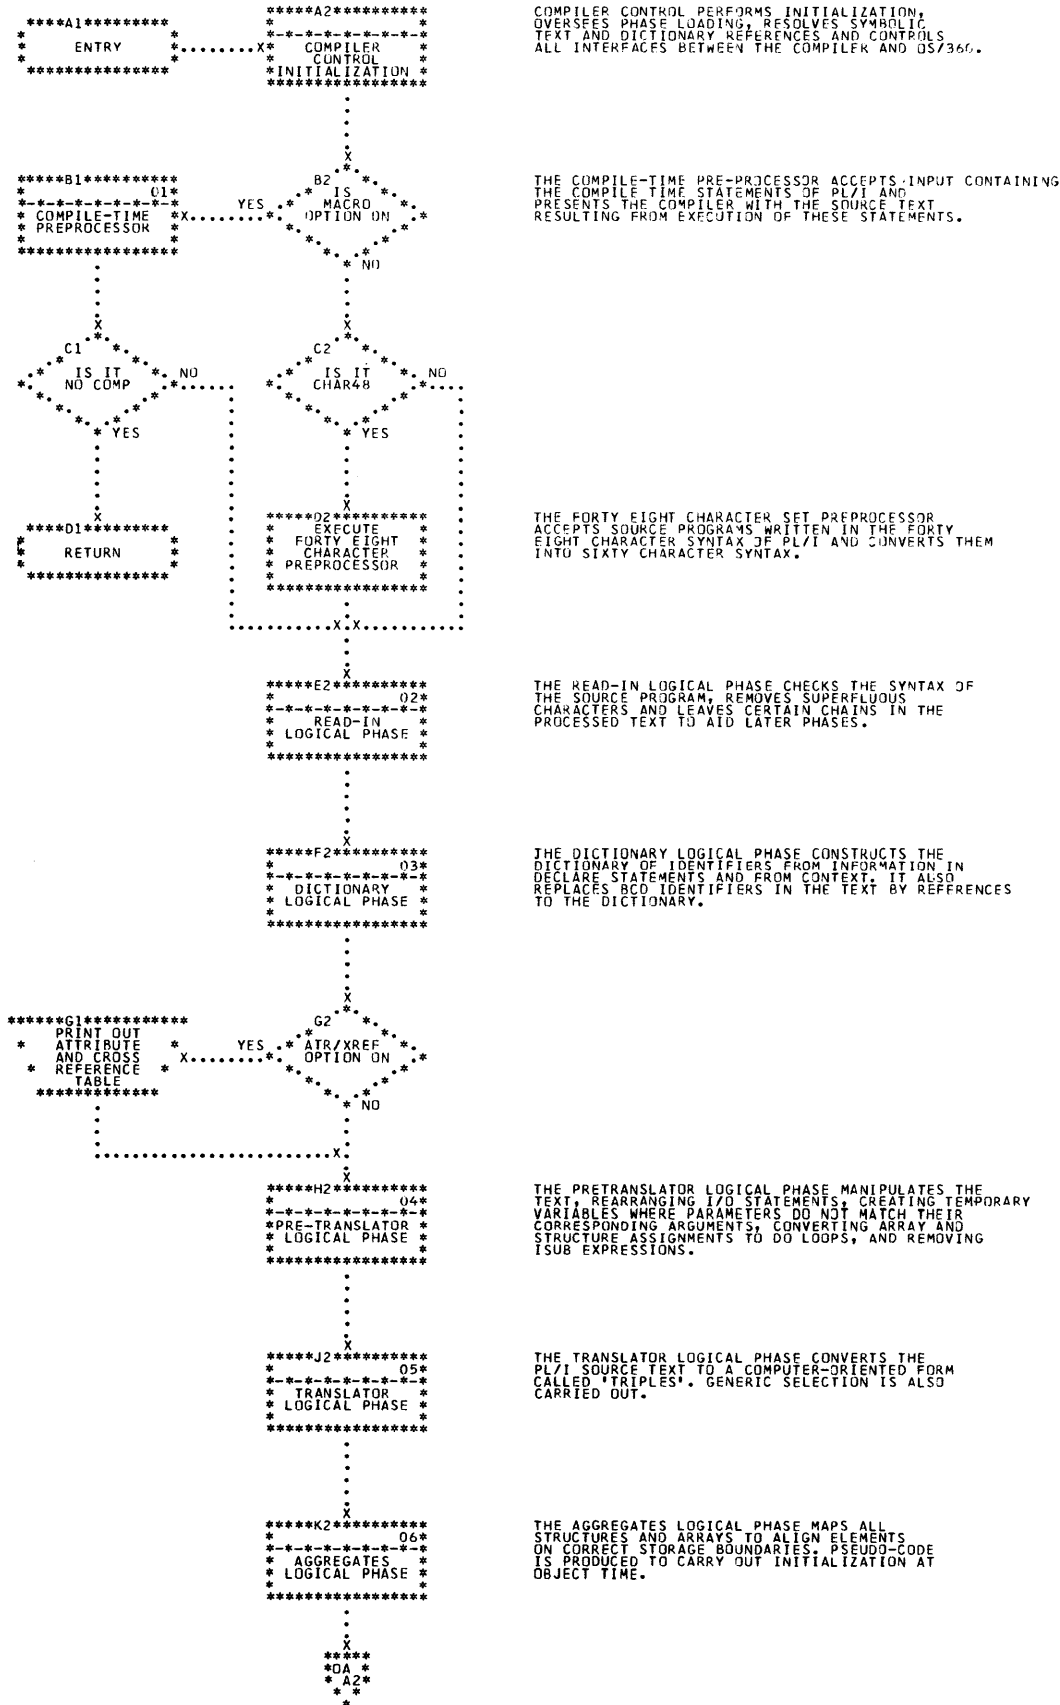 *****A2**********
COMPILER CONTROL PERFORMS INITIALIZATION,
OVERSEES PHASE LOADING, RESOLVES SYMBOLIC
TEXT AND DICTIONARY REFERENCES AND CONTROLS
ALL INTERFACES BETWEEN THE COMPILER AND OS/360.
****A1*********
ENTRY
COMPILER
CONTROL
INITIALIZATION
*****B1**********
01*
COMPILE-TIME
PREPROCESSOR
YES
B2
IS
MACRO
OPTION ON
NO
THE COMPILE-TIME PRE-PROCESSOR ACCEPTS INPUT CONTAINING
THE COMPILE TIME STATEMENTS OF PL/I AND
PRESENTS THE COMPILER WITH THE SOURCE TEXT
RESULTING FROM EXECUTION OF THESE STATEMENTS.
C1
IS IT
NO COMP
NO
YES
C2
IS IT
CHAR48
NO
YES
****D1*********
RETURN
*****D2**********
EXECUTE
FORTY EIGHT
CHARACTER
PREPROCESSOR
THE FORTY EIGHT CHARACTER SET PREPROCESSOR
ACCEPTS SOURCE PROGRAMS WRITTEN IN THE FORTY
EIGHT CHARACTER SYNTAX OF PL/I AND CONVERTS THEM
INTO SIXTY CHARACTER SYNTAX.
*****E2**********
02*
READ-IN
LOGICAL PHASE
THE READ-IN LOGICAL PHASE CHECKS THE SYNTAX OF
THE SOURCE PROGRAM, REMOVES SUPERFLUOUS
CHARACTERS AND LEAVES CERTAIN CHAINS IN THE
PROCESSED TEXT TO AID LATER PHASES.
*****F2**********
03*
DICTIONARY
LOGICAL PHASE
THE DICTIONARY LOGICAL PHASE CONSTRUCTS THE
DICTIONARY OF IDENTIFIERS FROM INFORMATION IN
DECLARE STATEMENTS AND FROM CONTEXT. IT ALSO
REPLACES BCD IDENTIFIERS IN THE TEXT BY REFERENCES
TO THE DICTIONARY.
******G1***********
PRINT OUT
ATTRIBUTE
AND CROSS
REFERENCE
TABLE
YES
G2
ATR/XREF
OPTION ON
NO
*****H2**********
04*
PRE-TRANSLATOR
LOGICAL PHASE
THE PRETRANSLATOR LOGICAL PHASE MANIPULATES THE
TEXT, REARRANGING I/O STATEMENTS, CREATING TEMPORARY
VARIABLES WHERE PARAMETERS DO NOT MATCH THEIR
CORRESPONDING ARGUMENTS, CONVERTING ARRAY AND
STRUCTURE ASSIGNMENTS TO DO LOOPS, AND REMOVING
ISUB EXPRESSIONS.
*****J2**********
05*
TRANSLATOR
LOGICAL PHASE
THE TRANSLATOR LOGICAL PHASE CONVERTS THE
PL/I SOURCE TEXT TO A COMPUTER-ORIENTED FORM
CALLED 'TRIPLES'. GENERIC SELECTION IS ALSO
CARRIED OUT.
*****K2**********
06*
AGGREGATES
LOGICAL PHASE
THE AGGREGATES LOGICAL PHASE MAPS ALL
STRUCTURES AND ARRAYS TO ALIGN ELEMENTS
ON CORRECT STORAGE BOUNDARIES. PSEUDO-CODE
IS PRODUCED TO CARRY OUT INITIALIZATION AT
OBJECT TIME.
*OA *
* A2*